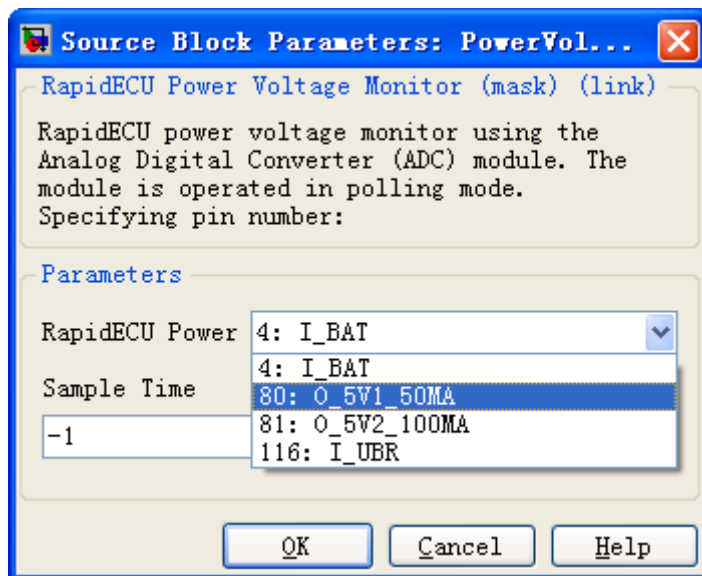 Source Block Parameters: PowerVol...
RapidECU Power Voltage Monitor (mask) (link)
RapidECU power voltage monitor using the
Analog Digital Converter (ADC) module. The
module is operated in polling mode.
Specifying pin number:
Parameters
RapidECU Power 4: I_BAT
4: I_BAT
Sample Time
80: O_5V1_50MA
-1
81: O_5V2_100MA
116: I_UBR
OK Cancel Help